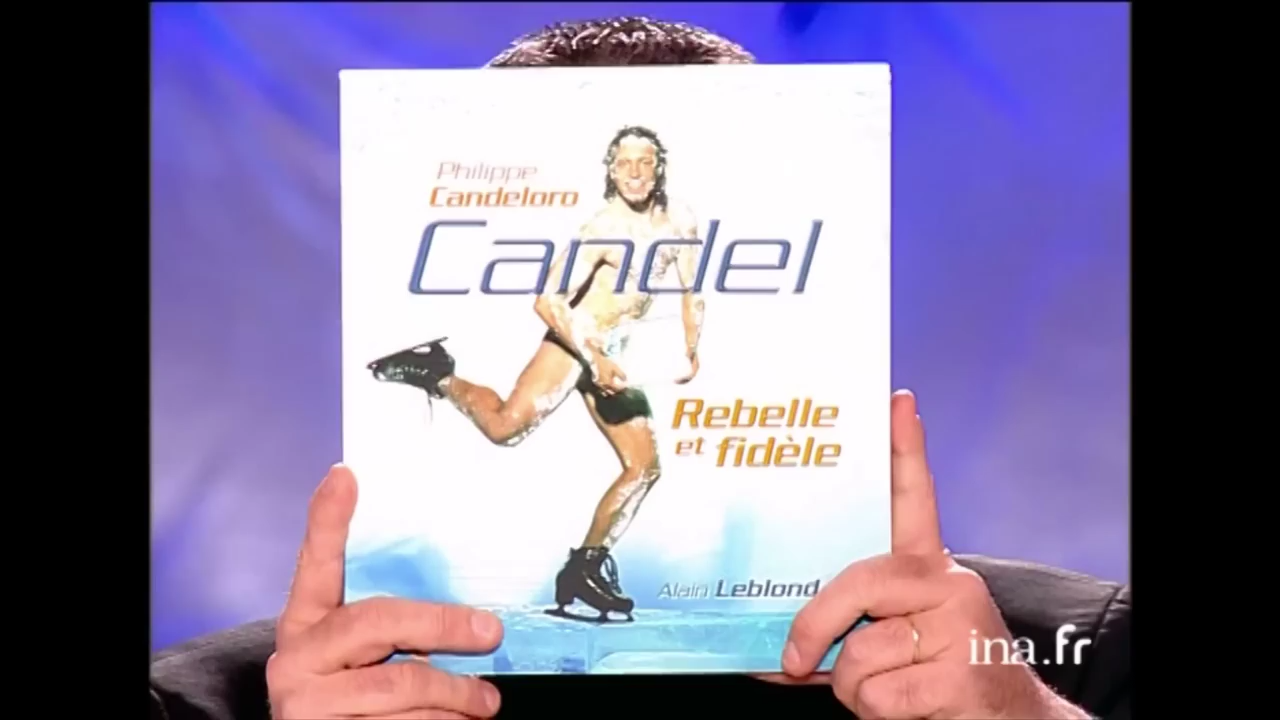 Philippe
Candeloro
Candel
Rebelle
et fidèle
Alain Leblond
ina.fr